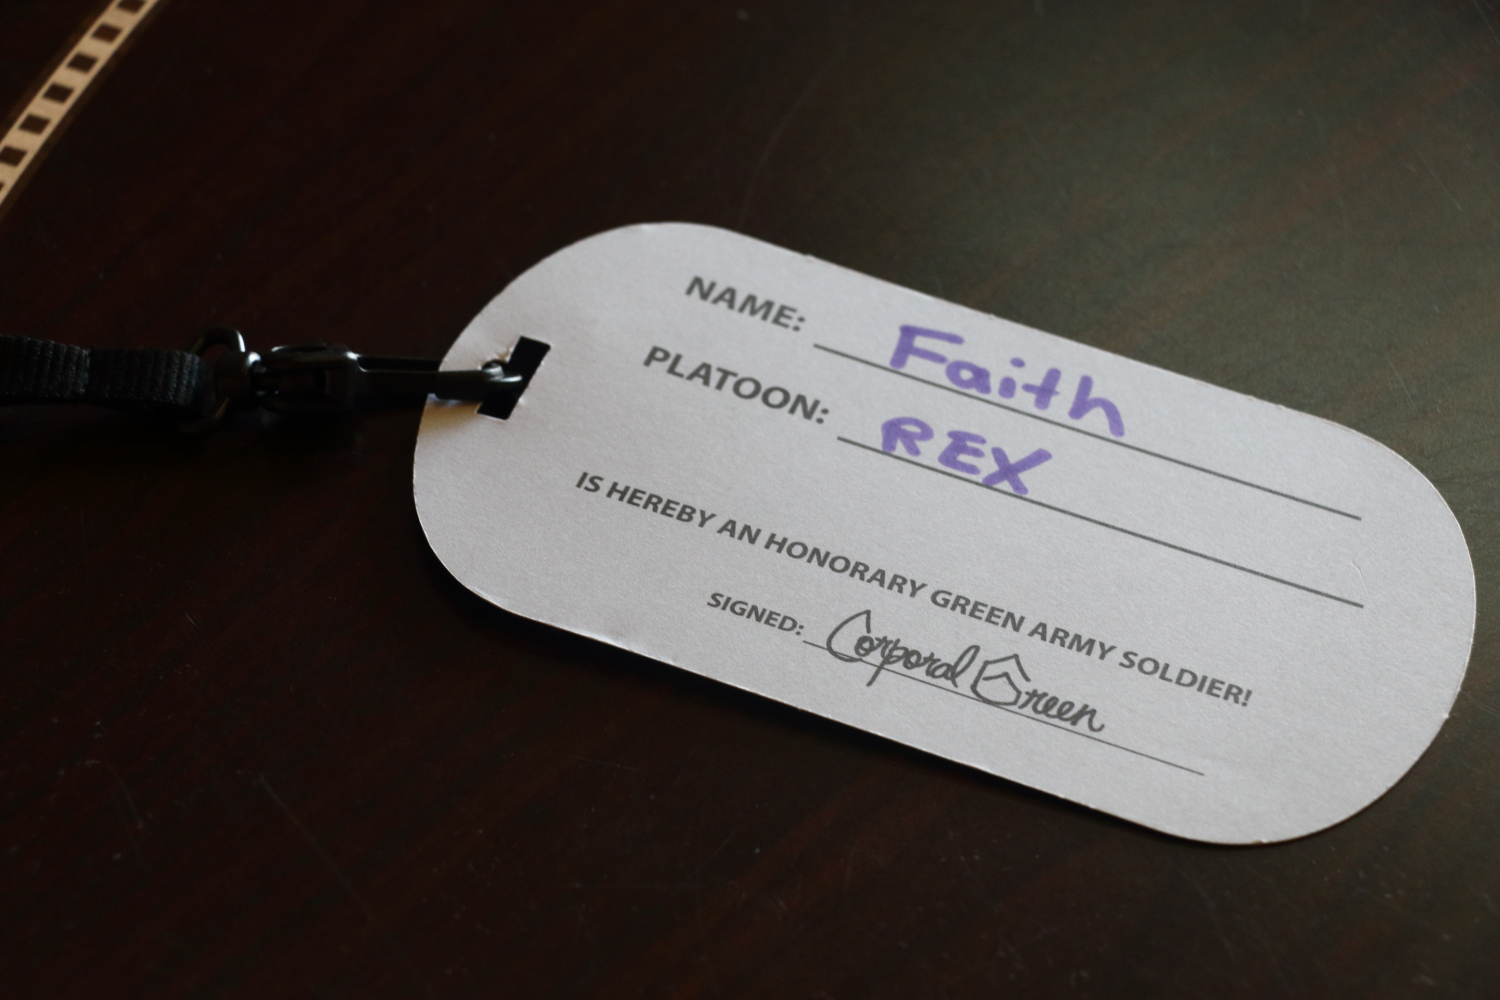 NAME: Faith
PLATOON: REX
IS HEREBY AN HONORARY GREEN ARMY SOLDIER!
SIGNED: Corporal Green